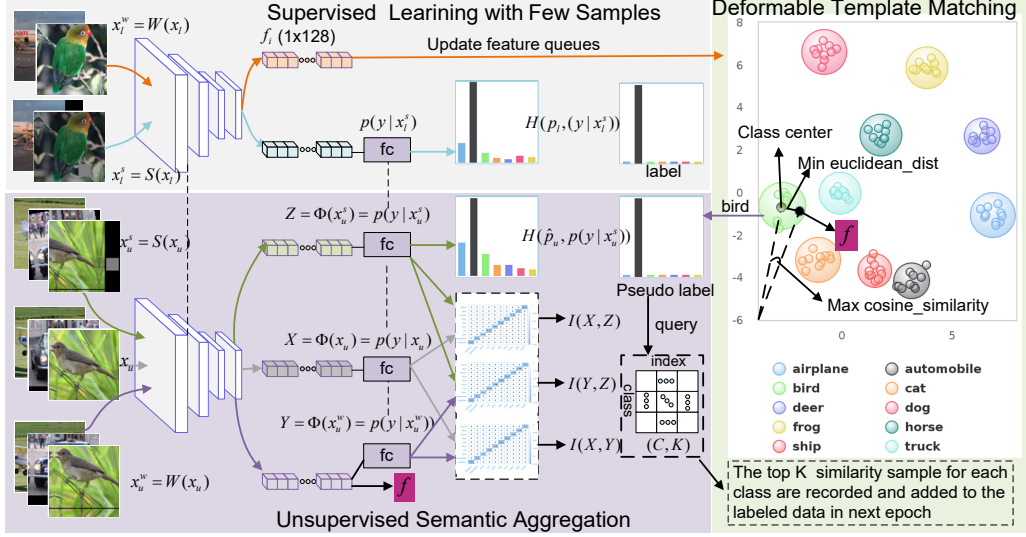 Supervised Learining with Few Samples
x_l^w = W(x_l)
f_i (1x128)
Update feature queues
p(y | x_l^s)
fc
H(p_l, (y | x_l^s))
label
x_l^s = S(x_l)
Z = Φ(x_u^s) = p(y | x_u^s)
x_u^s = S(x_u)
fc
H(p̂_u, p(y | x_u^s))
Pseudo label
I(X, Z)
query
x_u
X = Φ(x_u) = p(y | x_u)
fc
I(Y, Z)
index
class
(C, K)
Y = Φ(x_u^w) = p(y | x_u^w))
fc
I(X, Y)
x_u^w = W(x_u)
f
Unsupervised Semantic Aggregation
Deformable Template Matching
8
6
4
2
0
-2
-4
-6
0
5
Class center
Min euclidean_dist
bird
f
Max cosine_similarity
airplane
automobile
bird
cat
deer
dog
frog
horse
ship
truck
The top K similarity sample for each
class are recorded and added to the
labeled data in next epoch